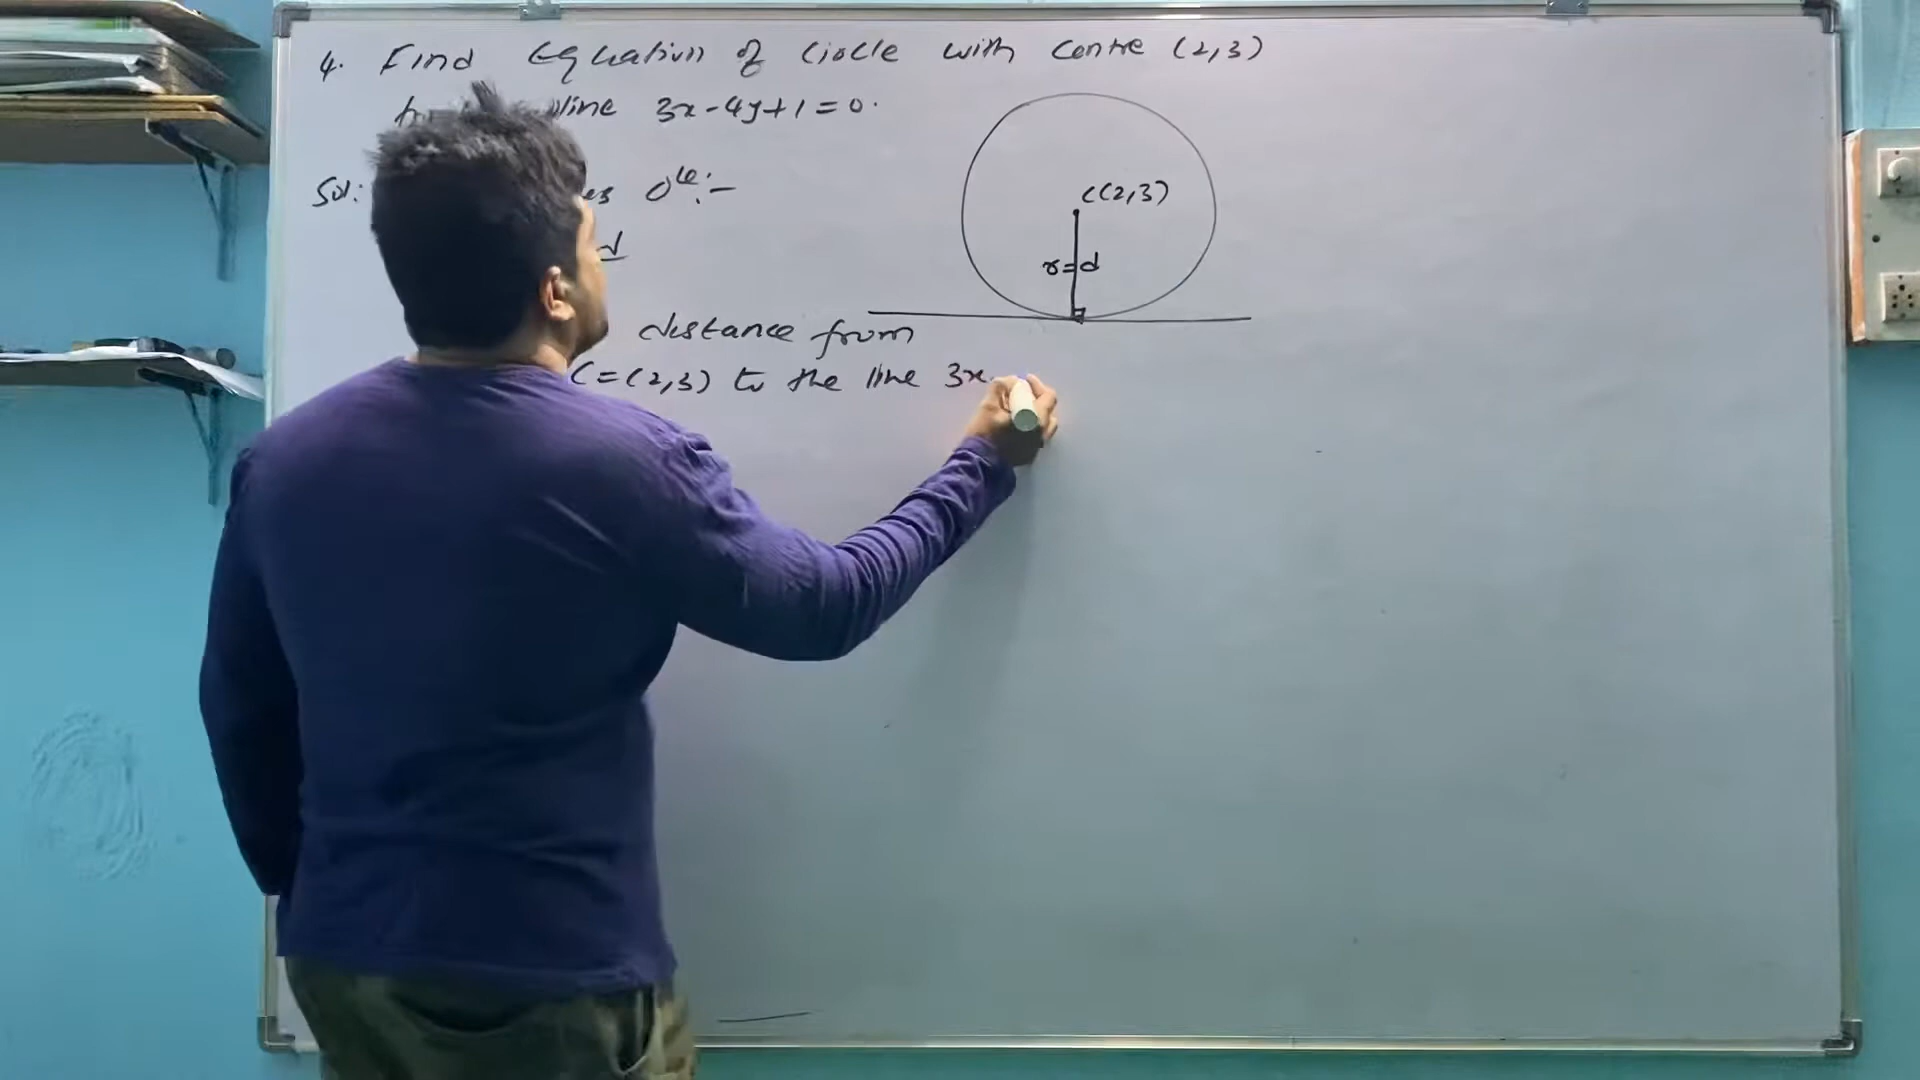 4. Find Equation of Circle with Centre (2,3)
line 3x-4y+1=0.
Sol:
C(2,3)
d
r=d
distance from
C=(2,3) to the line 3x